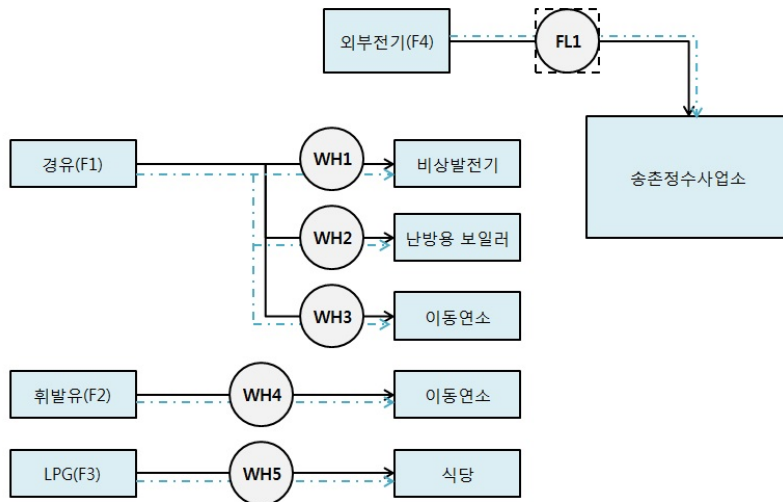 외부전기(F4)
FL1
송촌정수사업소
경유(F1)
WH1
비상발전기
WH2
난방용 보일러
WH3
이동연소
휘발유(F2)
WH4
이동연소
LPG(F3)
WH5
식당